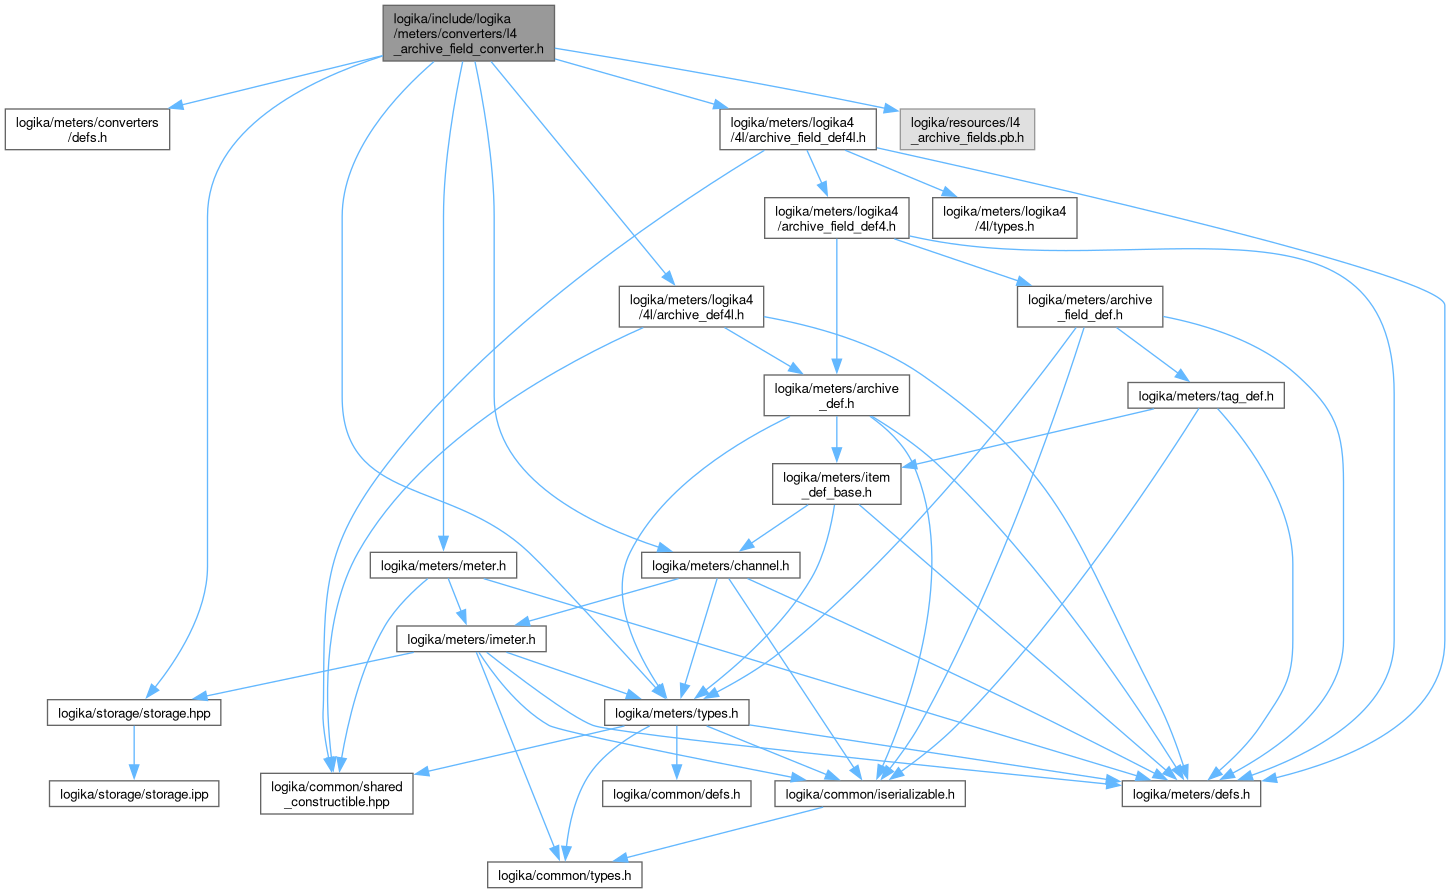 logika/include/logika
/meters/converters/l4
_archive_field_converter.h
logika/meters/converters
/defs.h
logika/meters/logika4
/4l/archive_field_def4l.h
logika/resources/l4
_archive_fields.pb.h
logika/meters/logika4
/archive_field_def4.h
logika/meters/logika4
/4l/types.h
logika/meters/logika4
/4l/archive_def4l.h
logika/meters/archive
_field_def.h
logika/meters/archive
_def.h
logika/meters/tag_def.h
logika/meters/item
_def_base.h
logika/meters/meter.h
logika/meters/channel.h
logika/meters/imeter.h
logika/storage/storage.hpp
logika/meters/types.h
logika/storage/storage.ipp
logika/common/shared
_constructible.hpp
logika/common/defs.h
logika/common/iserializable.h
logika/meters/defs.h
logika/common/types.h